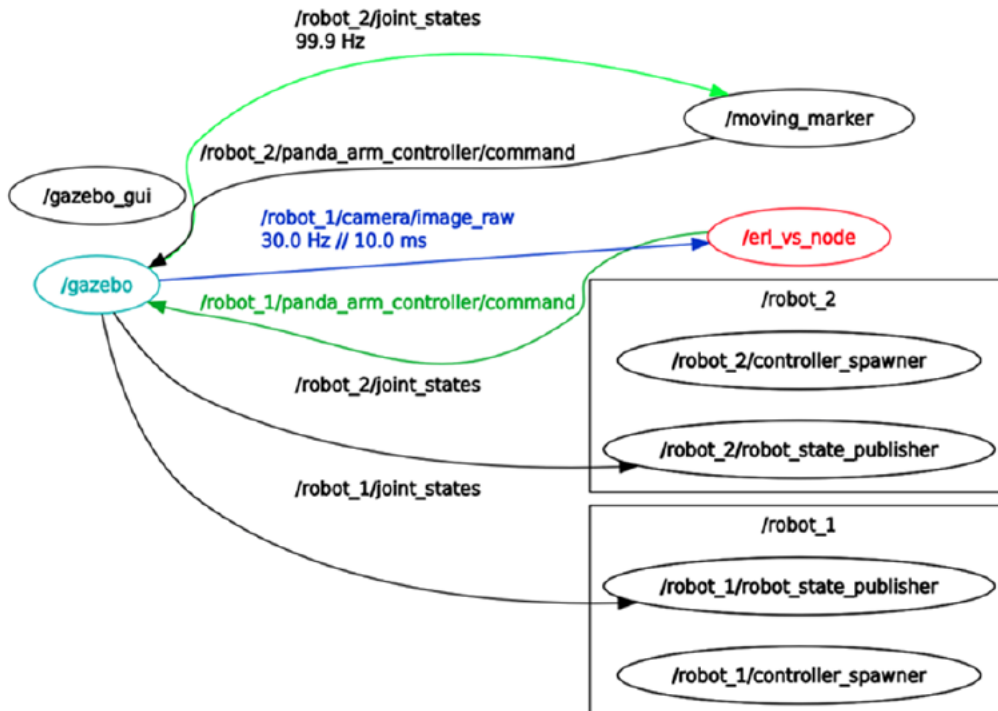 /robot_2/joint_states
99.9 Hz
/moving_marker
/robot_2/panda_arm_controller/command
/gazebo_gui
/robot_1/camera/image_raw
30.0 Hz // 10.0 ms
/erl_vs_node
/gazebo
/robot_1/panda_arm_controller/command
/robot_2
/robot_2/controller_spawner
/robot_2/joint_states
/robot_2/robot_state_publisher
/robot_1/joint_states
/robot_1
/robot_1/robot_state_publisher
/robot_1/controller_spawner